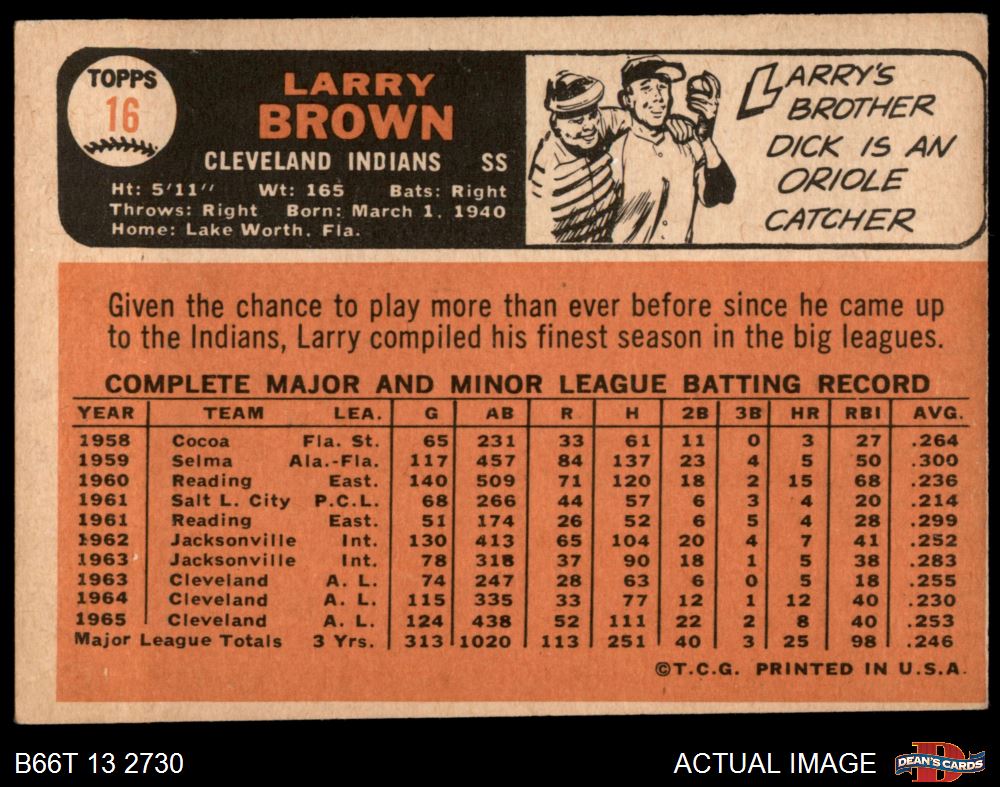 TOPPS
16
LARRY
BROWN
CLEVELAND INDIANS SS
Ht: 5'11" Wt: 165 Bats: Right
Throws: Right Born: March 1, 1940
Home: Lake Worth, Fla.
LARRY'S
BROTHER
DICK IS AN
ORIOLE
CATCHER
Given the chance to play more than ever before since he came up
to the Indians, Larry compiled his finest season in the big leagues.
COMPLETE MAJOR AND MINOR LEAGUE BATTING RECORD
YEAR TEAM LEA. G AB R H 2B 3B HR RBI AVG.
1958 Cocoa Fla. St. 65 231 33 61 11 0 3 27 .264
1959 Selma Ala.-Fla. 117 457 84 137 23 4 5 50 .300
1960 Reading East. 140 509 71 120 18 2 15 68 .236
1961 Salt L. City P.C.L. 68 266 44 57 6 3 4 20 .214
1961 Reading East. 51 174 26 52 6 5 4 28 .299
1962 Jacksonville Int. 130 413 65 104 20 4 7 41 .252
1963 Jacksonville Int. 78 318 37 90 18 1 5 38 .283
1963 Cleveland A. L. 74 247 28 63 6 0 5 18 .255
1964 Cleveland A. L. 115 335 33 77 12 1 12 40 .230
1965 Cleveland A. L. 124 438 52 111 22 2 8 40 .253
Major League Totals 3 Yrs. 313 1020 113 251 40 3 25 98 .246
©T.C.G. PRINTED IN U.S.A.
B66T 13 2730
ACTUAL IMAGE
DEAN'S CARDS